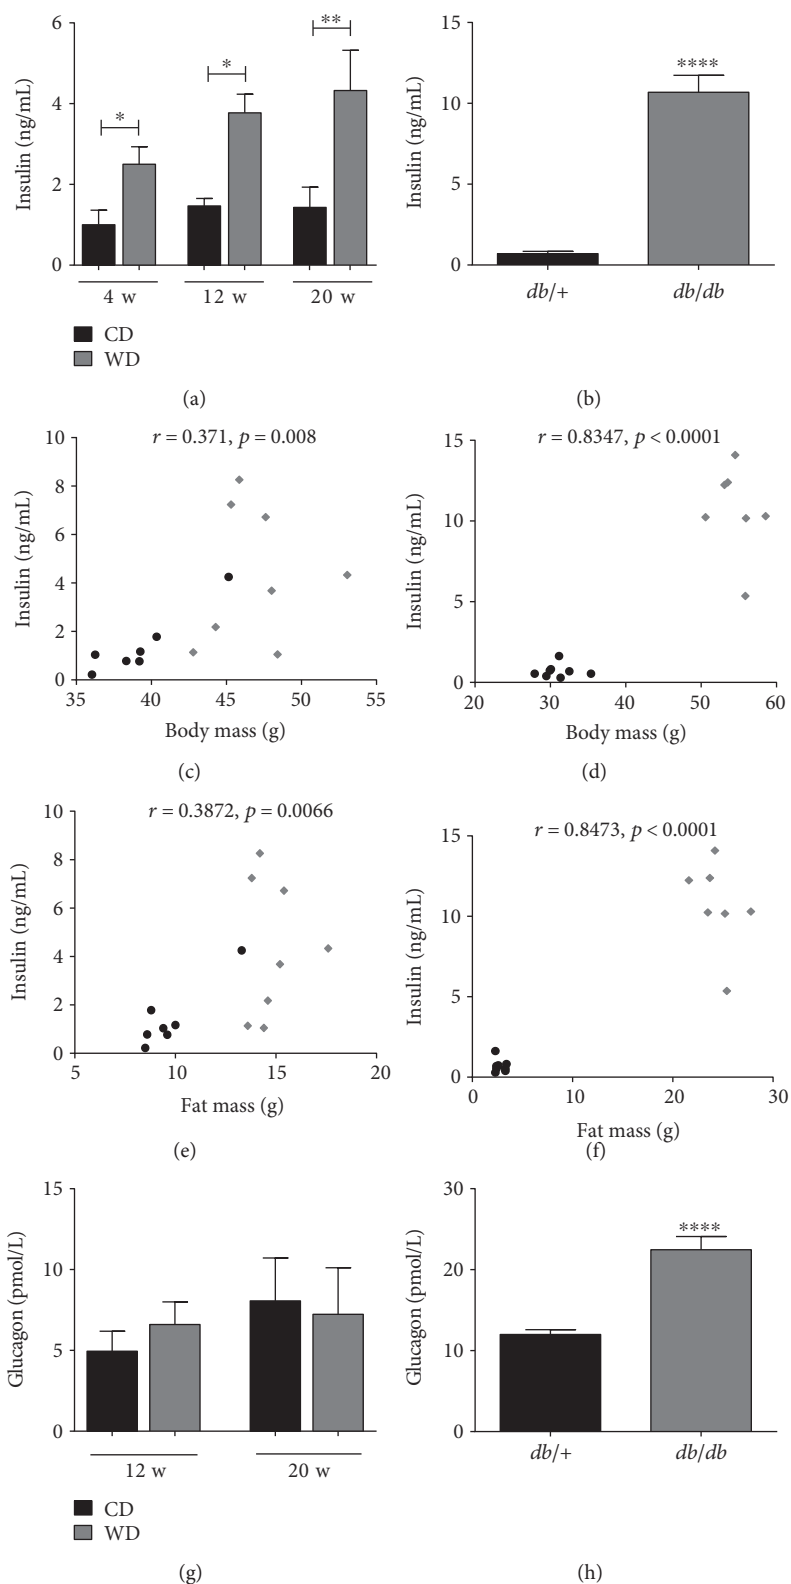 Insulin (ng/mL)
6
4
2
0
*
*
**
4 w
12 w
20 w
CD
WD
(a)
Insulin (ng/mL)
15
10
5
0
****
db/+
db/db
(b)
r = 0.371, p = 0.008
Insulin (ng/mL)
10
8
6
4
2
0
35
40
45
50
55
Body mass (g)
(c)
r = 0.8347, p < 0.0001
Insulin (ng/mL)
15
10
5
0
20
30
40
50
60
Body mass (g)
(d)
r = 0.3872, p = 0.0066
Insulin (ng/mL)
10
8
6
4
2
0
5
10
15
20
Fat mass (g)
(e)
r = 0.8473, p < 0.0001
Insulin (ng/mL)
15
10
5
0
0
10
20
30
Fat mass (g)
(f)
Glucagon (pmol/L)
15
10
5
0
12 w
20 w
CD
WD
(g)
Glucagon (pmol/L)
30
20
10
0
****
db/+
db/db
(h)